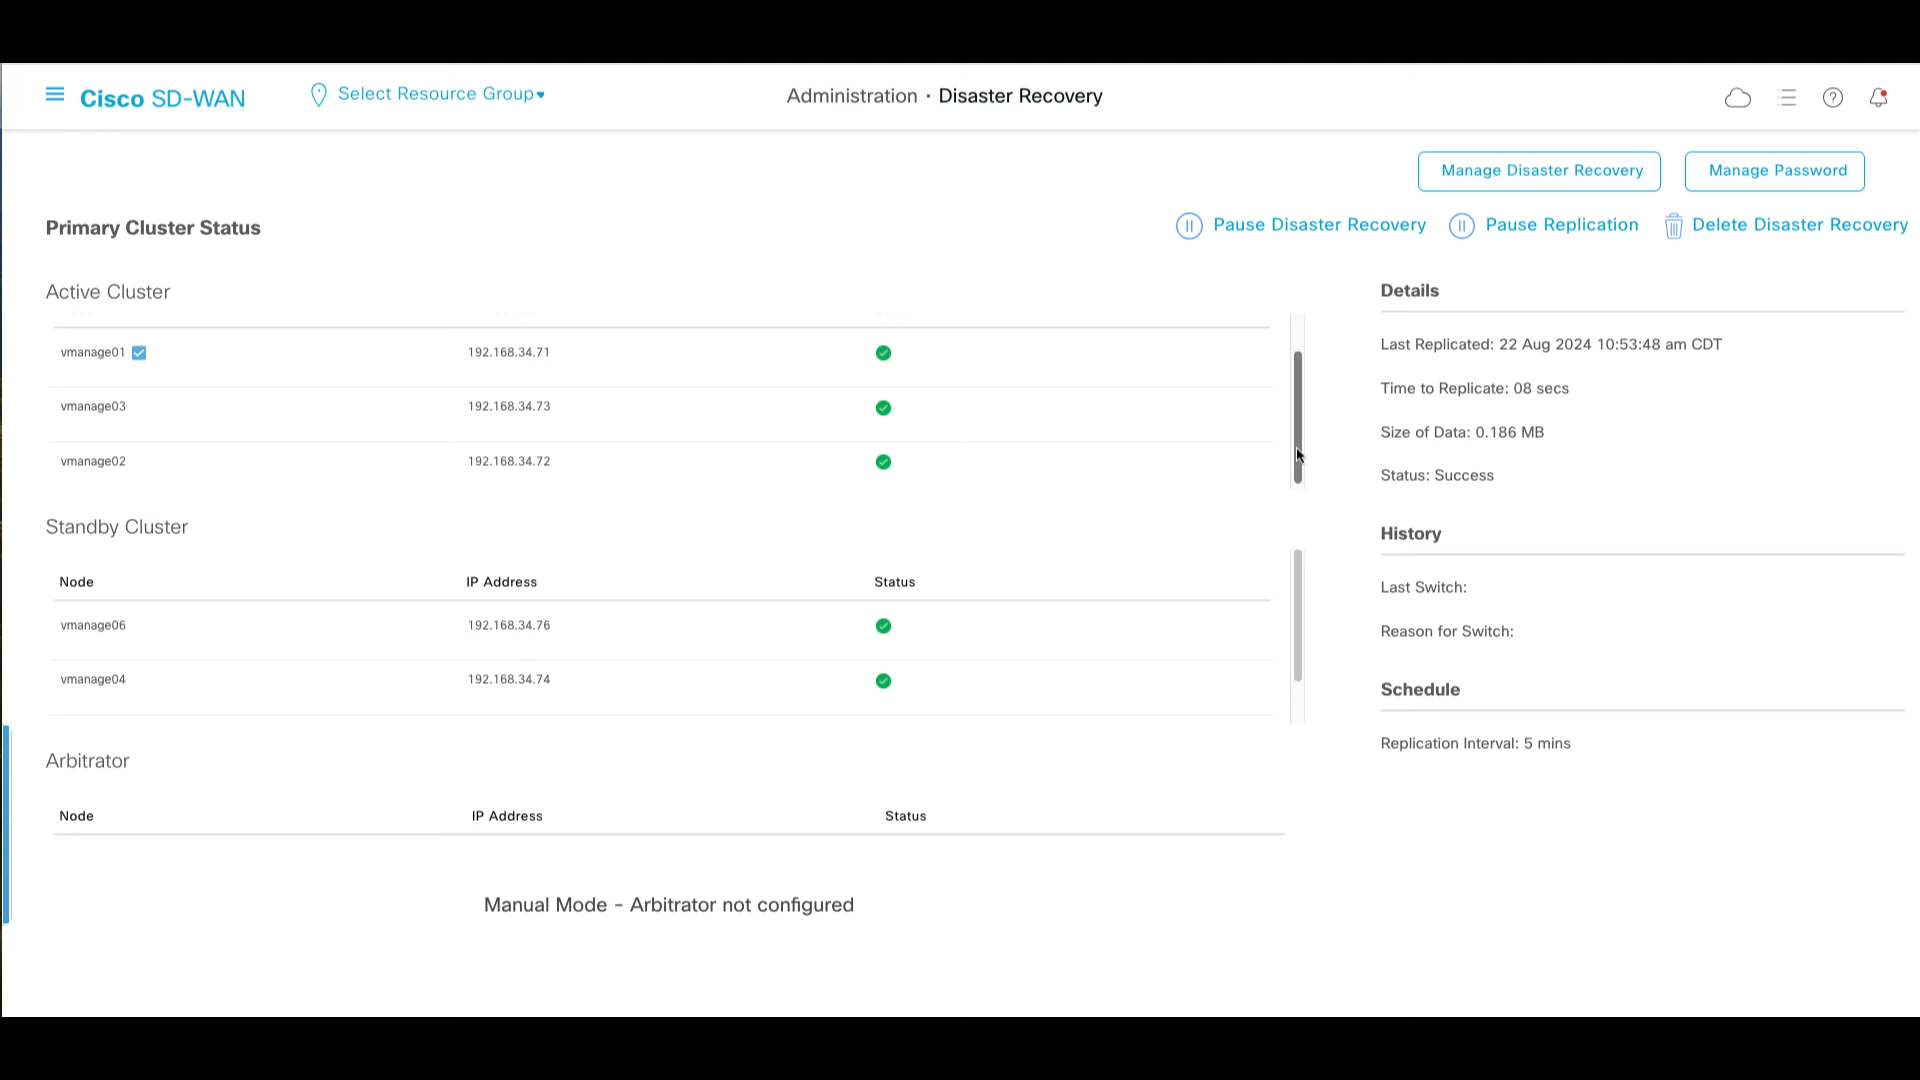 Cisco SD-WAN
Select Resource Group
Administration · Disaster Recovery
Manage Disaster Recovery
Manage Password
Primary Cluster Status
Pause Disaster Recovery
Pause Replication
Delete Disaster Recovery
Active Cluster
vmanage01 192.168.34.71
vmanage03 192.168.34.73
vmanage02 192.168.34.72
Standby Cluster
Node IP Address Status
vmanage06 192.168.34.76
vmanage04 192.168.34.74
Arbitrator
Node IP Address Status
Manual Mode - Arbitrator not configured
Details
Last Replicated: 22 Aug 2024 10:53:48 am CDT
Time to Replicate: 08 secs
Size of Data: 0.186 MB
Status: Success
History
Last Switch:
Reason for Switch:
Schedule
Replication Interval: 5 mins